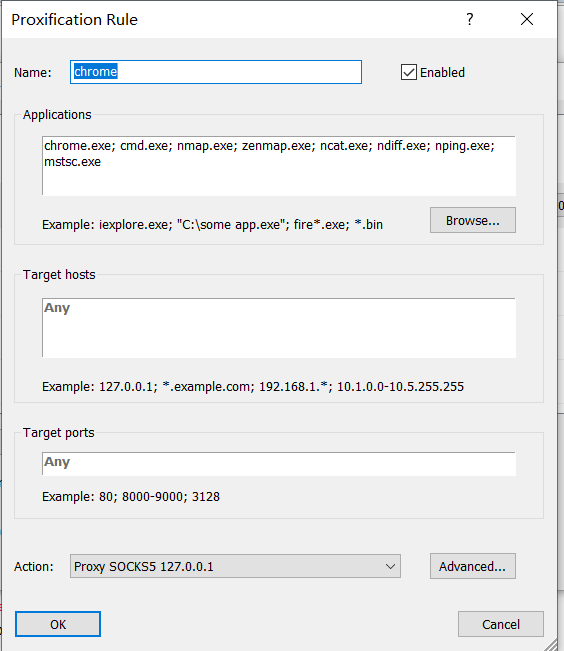 Proxification Rule
Name: chrome Enabled
Applications
chrome.exe; cmd.exe; nmap.exe; zenmap.exe; ncat.exe; ndiff.exe; nping.exe;
mstsc.exe
Example: iexplore.exe; "C:\some app.exe"; fire*.exe; *.bin Browse...
Target hosts
Any
Example: 127.0.0.1; *.example.com; 192.168.1.*; 10.1.0.0-10.5.255.255
Target ports
Any
Example: 80; 8000-9000; 3128
Action: Proxy SOCKS5 127.0.0.1 Advanced...
OK Cancel